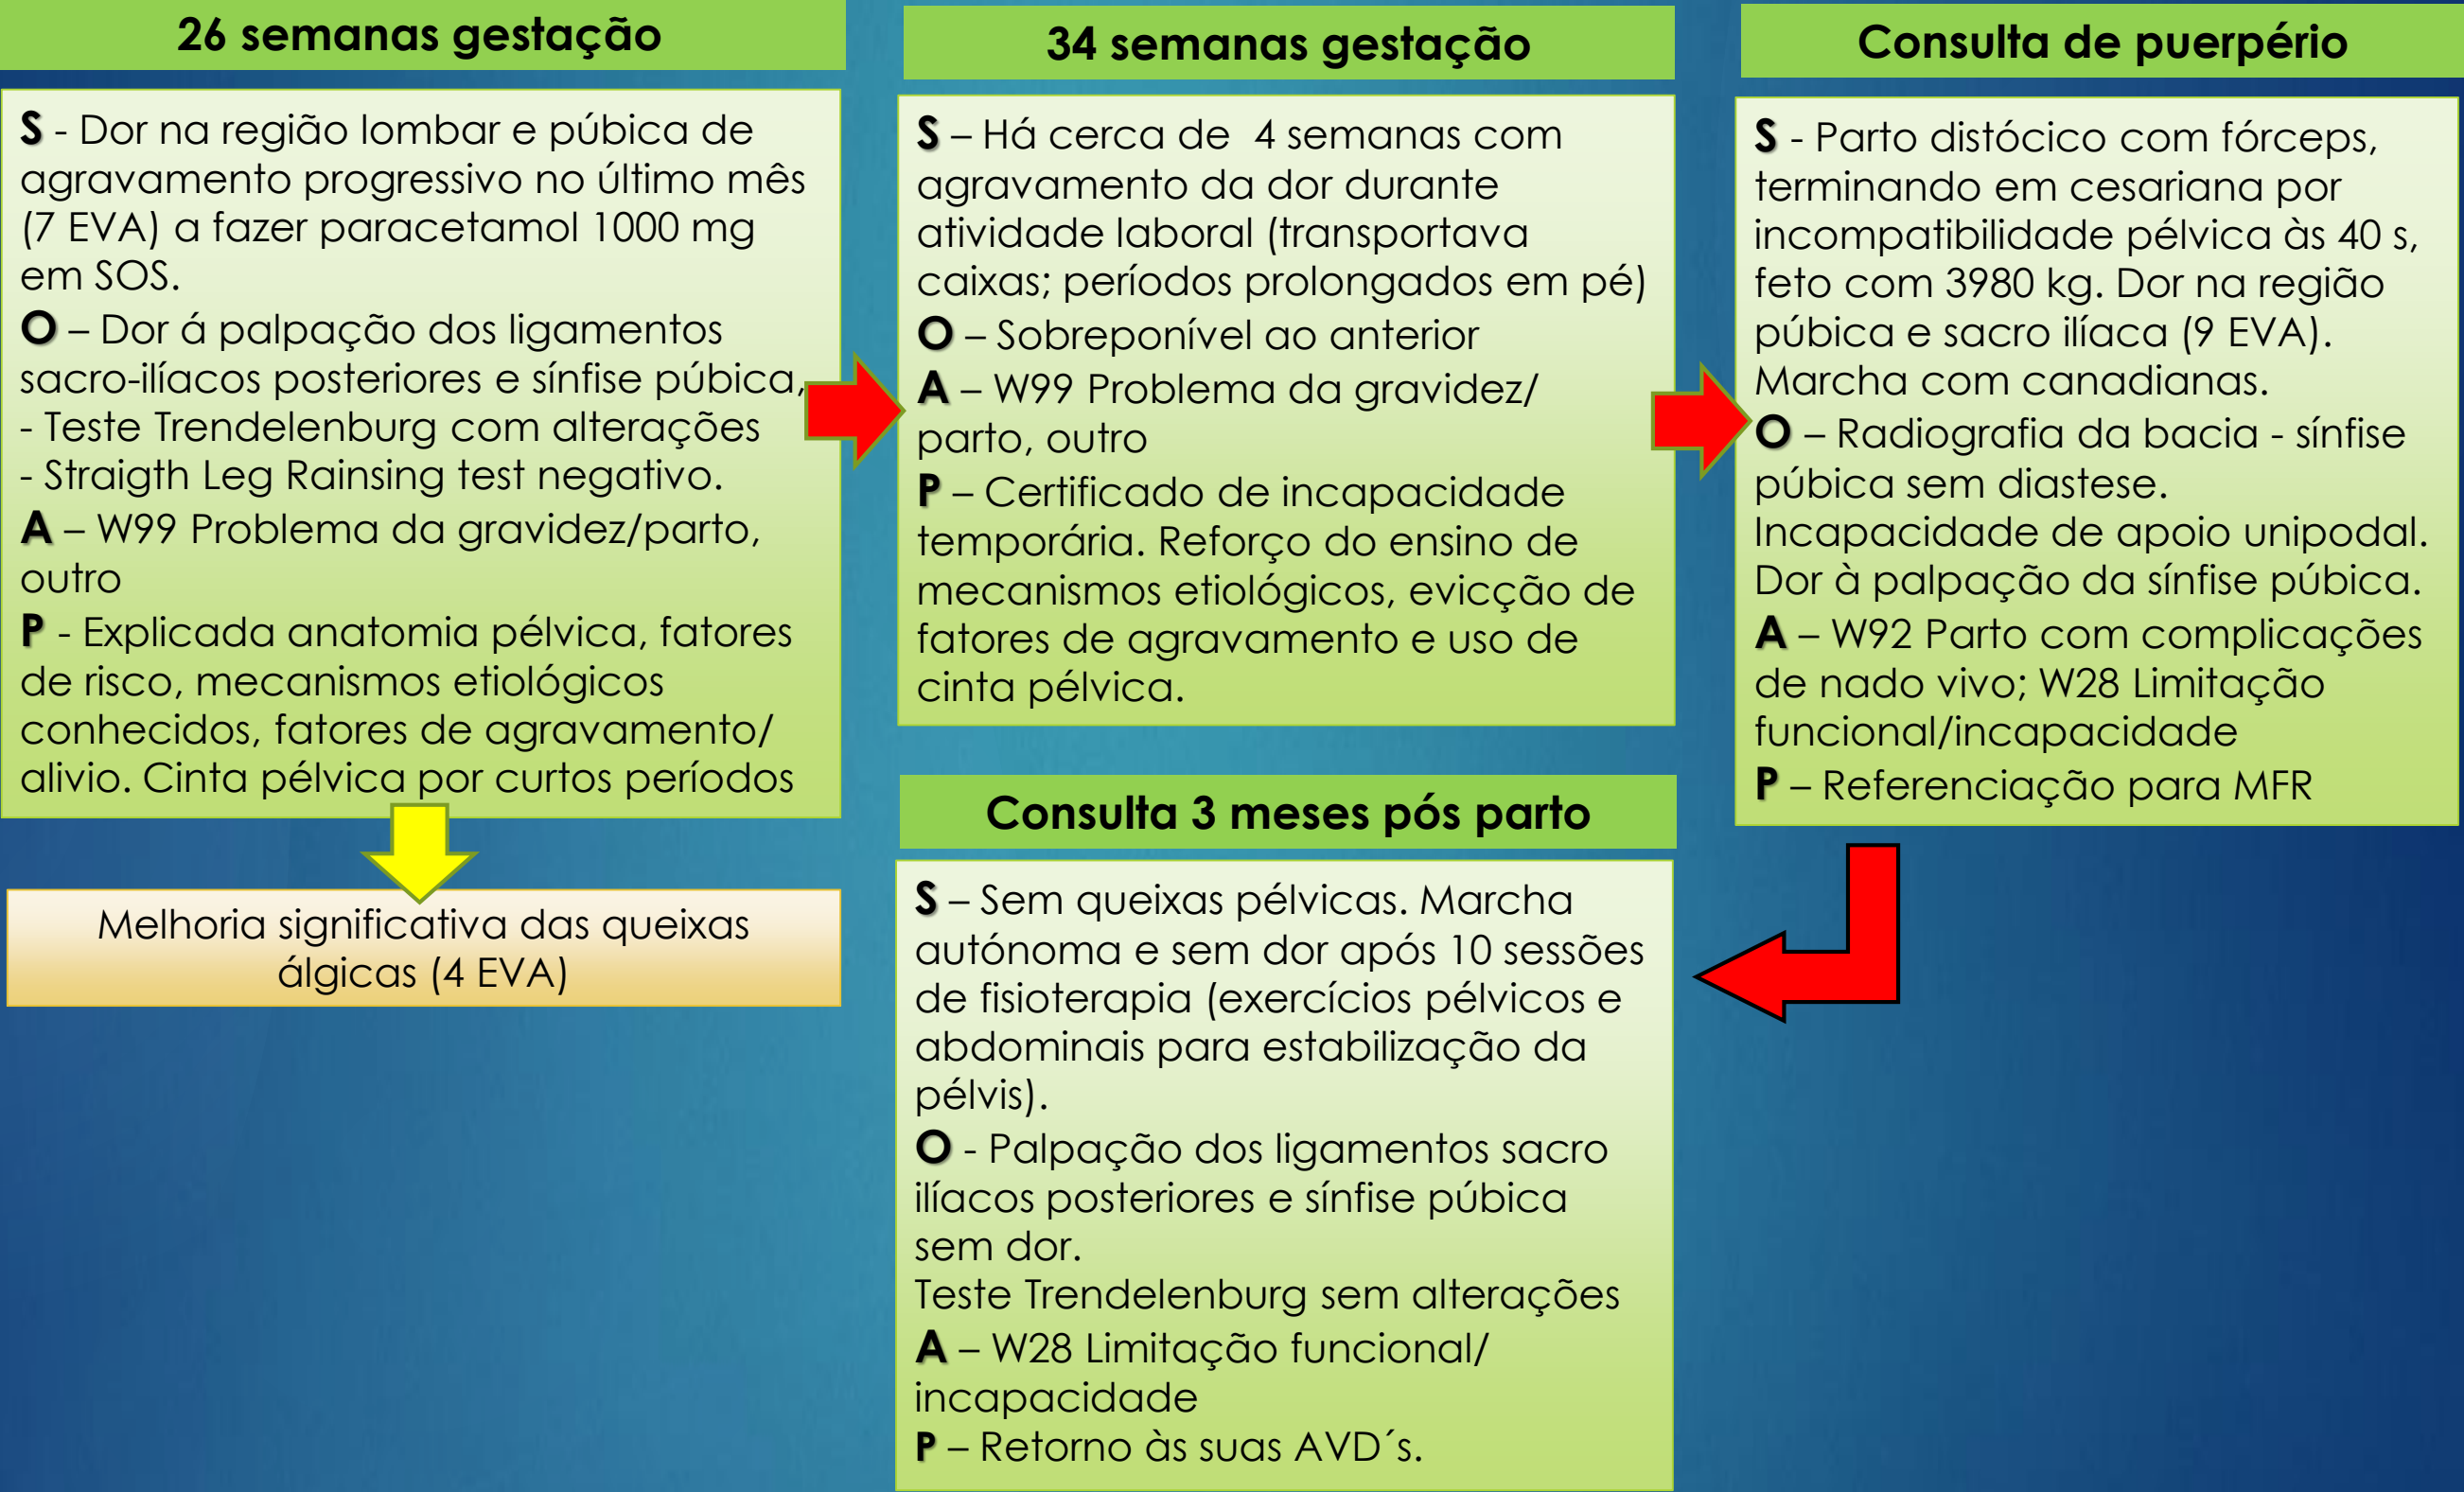 26 semanas gestação
S - Dor na região lombar e púbica de
agravamento progressivo no último mês
(7 EVA) a fazer paracetamol 1000 mg
em SOS.
O – Dor á palpação dos ligamentos
sacro-ilíacos posteriores e sínfise púbica,
- Teste Trendelenburg com alterações
- Straigth Leg Rainsing test negativo.
A – W99 Problema da gravidez/parto,
outro
P - Explicada anatomia pélvica, fatores
de risco, mecanismos etiológicos
conhecidos, fatores de agravamento/
alivio. Cinta pélvica por curtos períodos
Melhoria significativa das queixas
álgicas (4 EVA)
34 semanas gestação
S – Há cerca de 4 semanas com
agravamento da dor durante
atividade laboral (transportava
caixas; períodos prolongados em pé)
O – Sobreponível ao anterior
A – W99 Problema da gravidez/
parto, outro
P – Certificado de incapacidade
temporária. Reforço do ensino de
mecanismos etiológicos, evicção de
fatores de agravamento e uso de
cinta pélvica.
Consulta de puerpério
S - Parto distócico com fórceps,
terminando em cesariana por
incompatibilidade pélvica às 40 s,
feto com 3980 kg. Dor na região
púbica e sacro ilíaca (9 EVA).
Marcha com canadianas.
O – Radiografia da bacia - sínfise
púbica sem diastese.
Incapacidade de apoio unipodal.
Dor à palpação da sínfise púbica.
A – W92 Parto com complicações
de nado vivo; W28 Limitação
funcional/incapacidade
P – Referenciação para MFR
Consulta 3 meses pós parto
S – Sem queixas pélvicas. Marcha
autónoma e sem dor após 10 sessões
de fisioterapia (exercícios pélvicos e
abdominais para estabilização da
pélvis).
O - Palpação dos ligamentos sacro
ilíacos posteriores e sínfise púbica
sem dor.
Teste Trendelenburg sem alterações
A – W28 Limitação funcional/
incapacidade
P – Retorno às suas AVD´s.